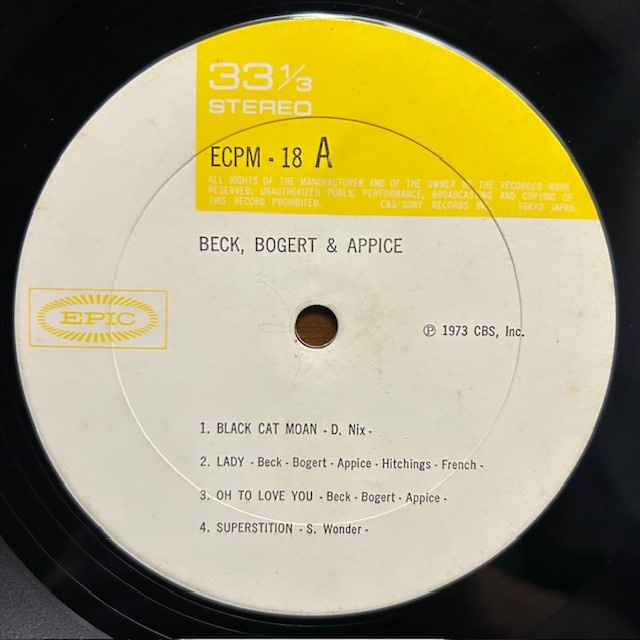 33 1/3
STEREO
ECPM - 18 A
ALL RIGHTS OF THE MANUFACTURER AND OF THE OWNER OF THE RECORDED WORK
RESERVED. UNAUTHORIZED PUBLIC PERFORMANCE, BROADCASTING AND COPYING OF
THIS RECORD PROHIBITED. CBS/SONY RECORDS TOKYO JAPAN.
BECK, BOGERT & APPICE
EPIC
℗ 1973 CBS, Inc.
1. BLACK CAT MOAN - D. Nix -
2. LADY - Beck - Bogert - Appice - Hitchings - French -
3. OH TO LOVE YOU - Beck - Bogert - Appice -
4. SUPERSTITION - S. Wonder -